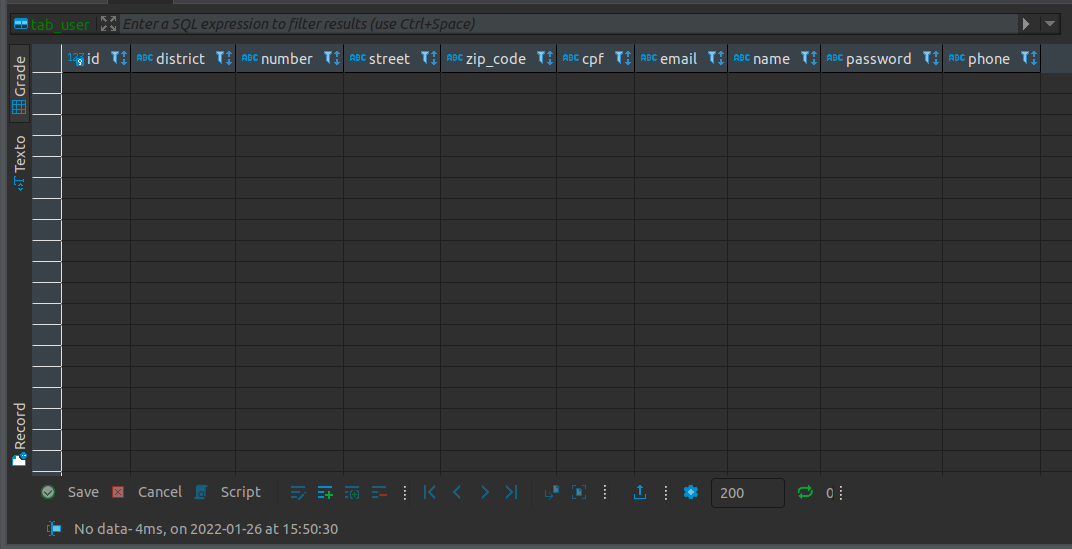 tab_user Enter a SQL expression to filter results (use Ctrl+Space)
Grade
Texto
Record
123 id ABC district ABC number ABC street ABC zip_code ABC cpf ABC email ABC name ABC password ABC phone
Save Cancel Script 200 0
No data- 4ms, on 2022-01-26 at 15:50:30